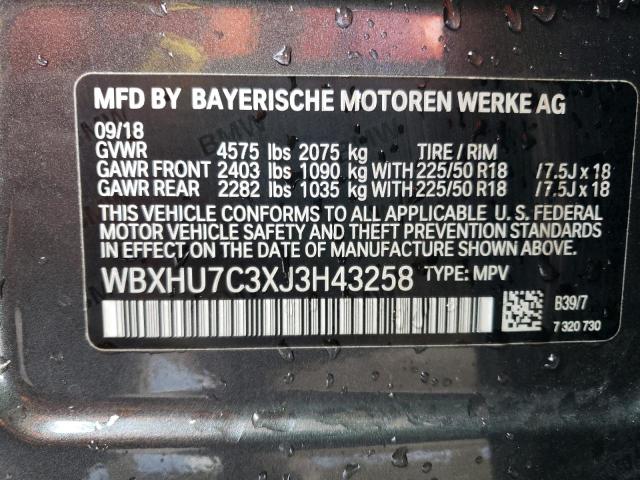 MFD BY BAYERISCHE MOTOREN WERKE AG
09/18
GVWR 4575 lbs 2075 kg TIRE / RIM
GAWR FRONT 2403 lbs 1090 kg WITH 225/50 R18 /7.5J x 18
GAWR REAR 2282 lbs 1035 kg WITH 225/50 R18 /7.5J x 18
THIS VEHICLE CONFORMS TO ALL APPLICABLE U. S. FEDERAL
MOTOR VEHICLE SAFETY AND THEFT PREVENTION STANDARDS
IN EFFECT ON THE DATE OF MANUFACTURE SHOWN ABOVE.
WBXHU7C3XJ3H43258 TYPE: MPV
B39/7
7 320 730